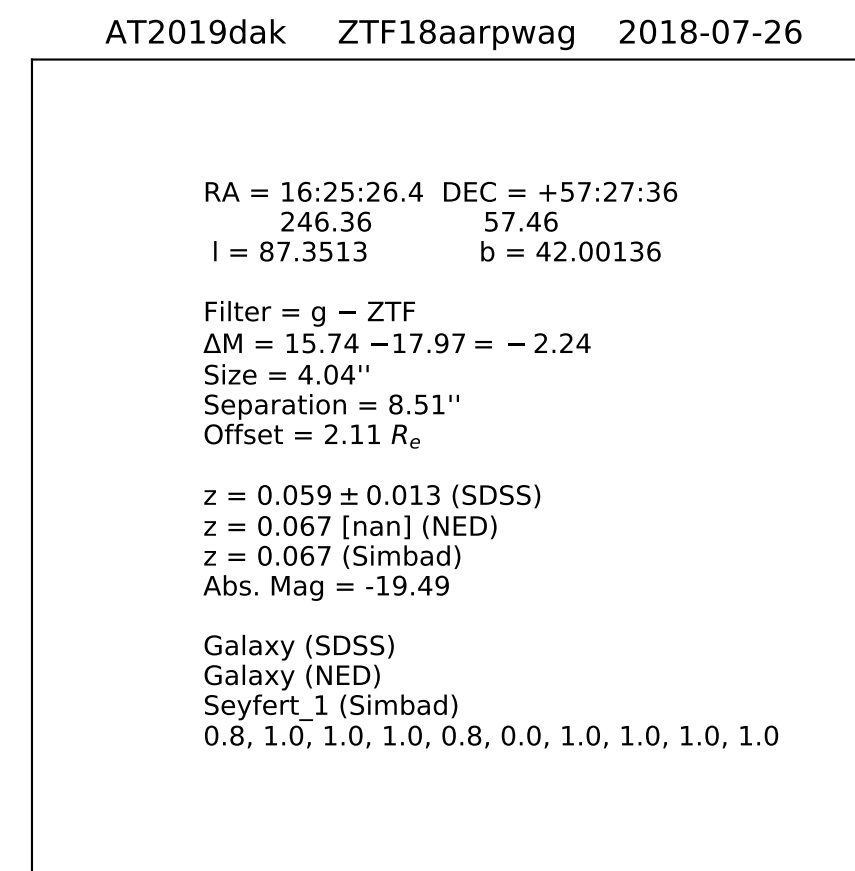 AT2019dak ZTF18aarpwag 2018-07-26
RA = 16:25:26.4 DEC = +57:27:36
246.36 57.46
l = 87.3513 b = 42.00136
Filter = g − ZTF
ΔM = 15.74 −17.97 = − 2.24
Size = 4.04''
Separation = 8.51''
Offset = 2.11 Rₑ
z = 0.059 ± 0.013 (SDSS)
z = 0.067 [nan] (NED)
z = 0.067 (Simbad)
Abs. Mag = -19.49
Galaxy (SDSS)
Galaxy (NED)
Seyfert_1 (Simbad)
0.8, 1.0, 1.0, 1.0, 0.8, 0.0, 1.0, 1.0, 1.0, 1.0